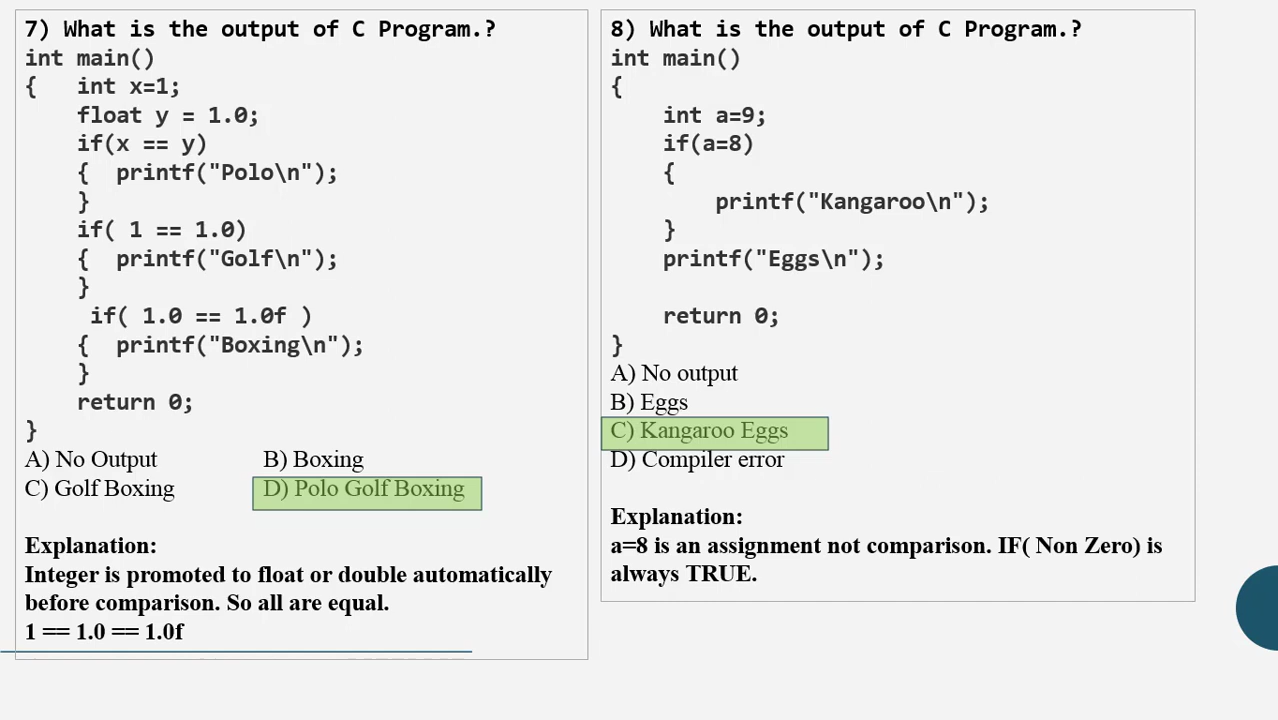 7) What is the output of C Program.?
int main()
{   int x=1;
    float y = 1.0;
    if(x == y)
    {  printf("Polo\n");
    }
    if( 1 == 1.0)
    {  printf("Golf\n");
    }
     if( 1.0 == 1.0f )
    {  printf("Boxing\n");
    }
    return 0;
}
A) No Output    B) Boxing
C) Golf Boxing    D) Polo Golf Boxing
Explanation:
Integer is promoted to float or double automatically
before comparison. So all are equal.
1 == 1.0 == 1.0f
8) What is the output of C Program.?
int main()
{
    int a=9;
    if(a=8)
    {
        printf("Kangaroo\n");
    }
    printf("Eggs\n");
    return 0;
}
A) No output
B) Eggs
C) Kangaroo Eggs
D) Compiler error
Explanation:
a=8 is an assignment not comparison. IF( Non Zero) is
always TRUE.